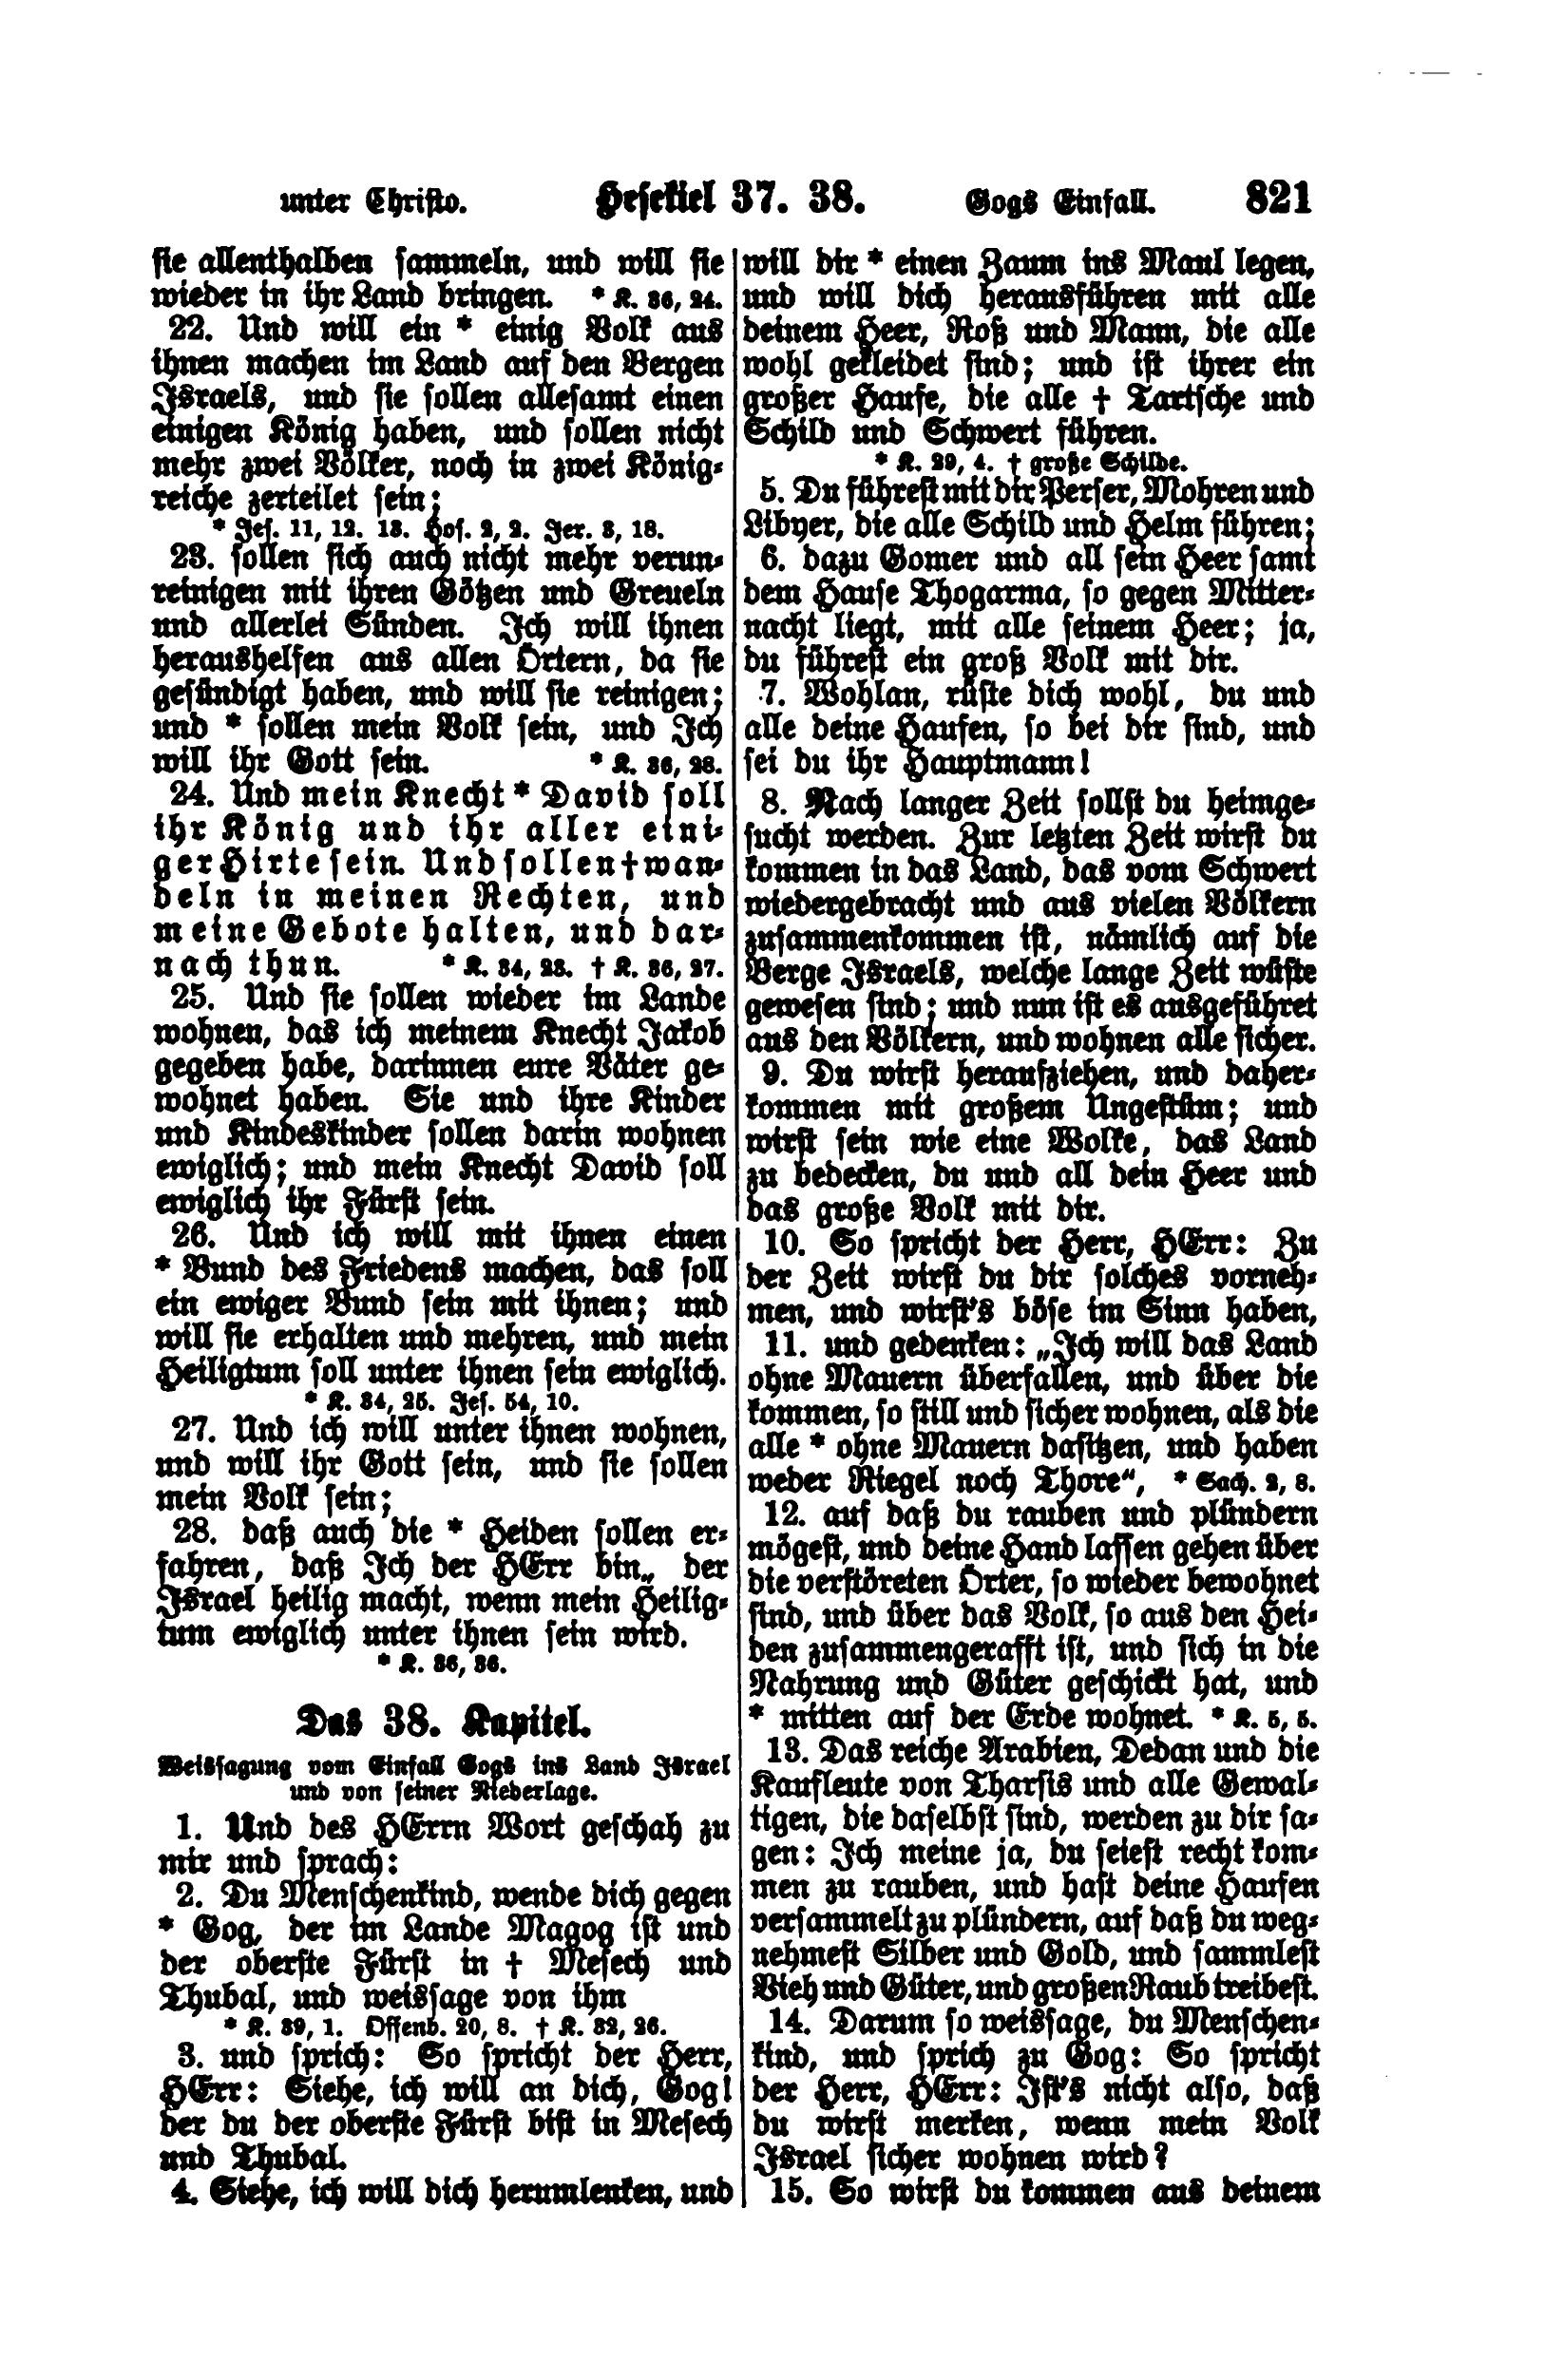 unter Christo. Hesekiel 37. 38. Gogs Einfall. 821
sie allenthalben sammeln, und will sie
wieder in ihr Land bringen. * K. 36, 24.
22. Und will ein * einig Volk aus
ihnen machen im Land auf den Bergen
Israels, und sie sollen allesamt einen
einigen König haben, und sollen nicht
mehr zwei Völker, noch in zwei König-
reiche zerteilet sein;
* Jes. 11, 12. 13. Hos. 2, 2. Jer. 3, 18.
23. sollen sich auch nicht mehr verun-
reinigen mit ihren Götzen und Greueln
und allerlei Sünden. Ich will ihnen
heraushelfen aus allen Örtern, da sie
gesündigt haben, und will sie reinigen;
und * sollen mein Volk sein, und Ich
will ihr Gott sein. * K. 36, 28.
24. Und mein Knecht * David soll
ihr König und ihr aller eini-
ger Hirte sein. Und sollen † wan-
deln in meinen Rechten, und
meine Gebote halten, und dar-
nach thun. * K. 34, 23. † K. 36, 27.
25. Und sie sollen wieder im Lande
wohnen, das ich meinem Knecht Jakob
gegeben habe, darinnen eure Väter ge-
wohnet haben. Sie und ihre Kinder
und Kindeskinder sollen darin wohnen
ewiglich; und mein Knecht David soll
ewiglich ihr Fürst sein.
26. Und ich will mit ihnen einen
* Bund des Friedens machen, das soll
ein ewiger Bund sein mit ihnen; und
will sie erhalten und mehren, und mein
Heiligtum soll unter ihnen sein ewiglich.
* K. 34, 25. Jes. 54, 10.
27. Und ich will unter ihnen wohnen,
und will ihr Gott sein, und sie sollen
mein Volk sein;
28. daß auch die * Heiden sollen er-
fahren, daß Ich der HErr bin,, der
Israel heilig macht, wenn mein Heilig-
tum ewiglich unter ihnen sein wird.
* K. 36, 36.
Das 38. Kapitel.
Weissagung vom Einfall Gogs ins Land Israel
und von seiner Niederlage.
1. Und des HErrn Wort geschah zu
mir und sprach:
2. Du Menschenkind, wende dich gegen
* Gog, der im Lande Magog ist und
der oberste Fürst in † Mesech und
Thubal, und weissage von ihm
* K. 39, 1. Offenb. 20, 8. † K. 32, 26.
3. und sprich: So spricht der Herr,
HErr: Siehe, ich will an dich, Gog!
der du der oberste Fürst bist in Mesech
und Thubal.
4. Siehe, ich will dich herumlenken, und
will dir * einen Zaum ins Maul legen,
und will dich herausführen mit alle
deinem Heer, Roß und Mann, die alle
wohl gekleidet sind; und ist ihrer ein
großer Haufe, die alle † Tartsche und
Schild und Schwert führen.
* K. 29, 4. † große Schilde.
5. Du führest mit dir Perser, Mohren und
Libyer, die alle Schild und Helm führen;
6. dazu Gomer und all sein Heer samt
dem Hause Thogarma, so gegen Mitter-
nacht liegt, mit alle seinem Heer; ja,
du führest ein groß Volk mit dir.
7. Wohlan, rüste dich wohl, du und
alle deine Haufen, so bei dir sind, und
sei du ihr Hauptmann!
8. Nach langer Zeit sollst du heimge-
sucht werden. Zur letzten Zeit wirst du
kommen in das Land, das vom Schwert
wiedergebracht und aus vielen Völkern
zusammenkommen ist, nämlich auf die
Berge Israels, welche lange Zeit wüste
gewesen sind; und nun ist es ausgeführet
aus den Völkern, und wohnen alle sicher.
9. Du wirst heraufziehen, und daher-
kommen mit großem Ungestüm; und
wirst sein wie eine Wolke, das Land
zu bedecken, du und all dein Heer und
das große Volk mit dir.
10. So spricht der Herr, HErr: Zu
der Zeit wirst du dir solches vorneh-
men, und wirst's böse im Sinn haben,
11. und gedenken: „Ich will das Land
ohne Mauern überfallen, und über die
kommen, so still und sicher wohnen, als die
alle * ohne Mauern dasitzen, und haben
weder Riegel noch Thore“, * Sach. 2, 8.
12. auf daß du rauben und plündern
mögest, und deine Hand lassen gehen über
die verstöreten Örter, so wieder bewohnet
sind, und über das Volk, so aus den Hei-
den zusammengerafft ist, und sich in die
Nahrung und Güter geschickt hat, und
* mitten auf der Erde wohnet. * K. 5, 5.
13. Das reiche Arabien, Dedan und die
Kaufleute von Tharsis und alle Gewal-
tigen, die daselbst sind, werden zu dir sa-
gen: Ich meine ja, du seiest recht kom-
men zu rauben, und hast deine Haufen
versammelt zu plündern, auf daß du weg-
nehmest Silber und Gold, und sammlest
Vieh und Güter, und großen Raub treibest.
14. Darum so weissage, du Menschen-
kind, und sprich zu Gog: So spricht
der Herr, HErr: Ist's nicht also, daß
du wirst merken, wenn mein Volk
Israel sicher wohnen wird?
15. So wirst du kommen aus deinem